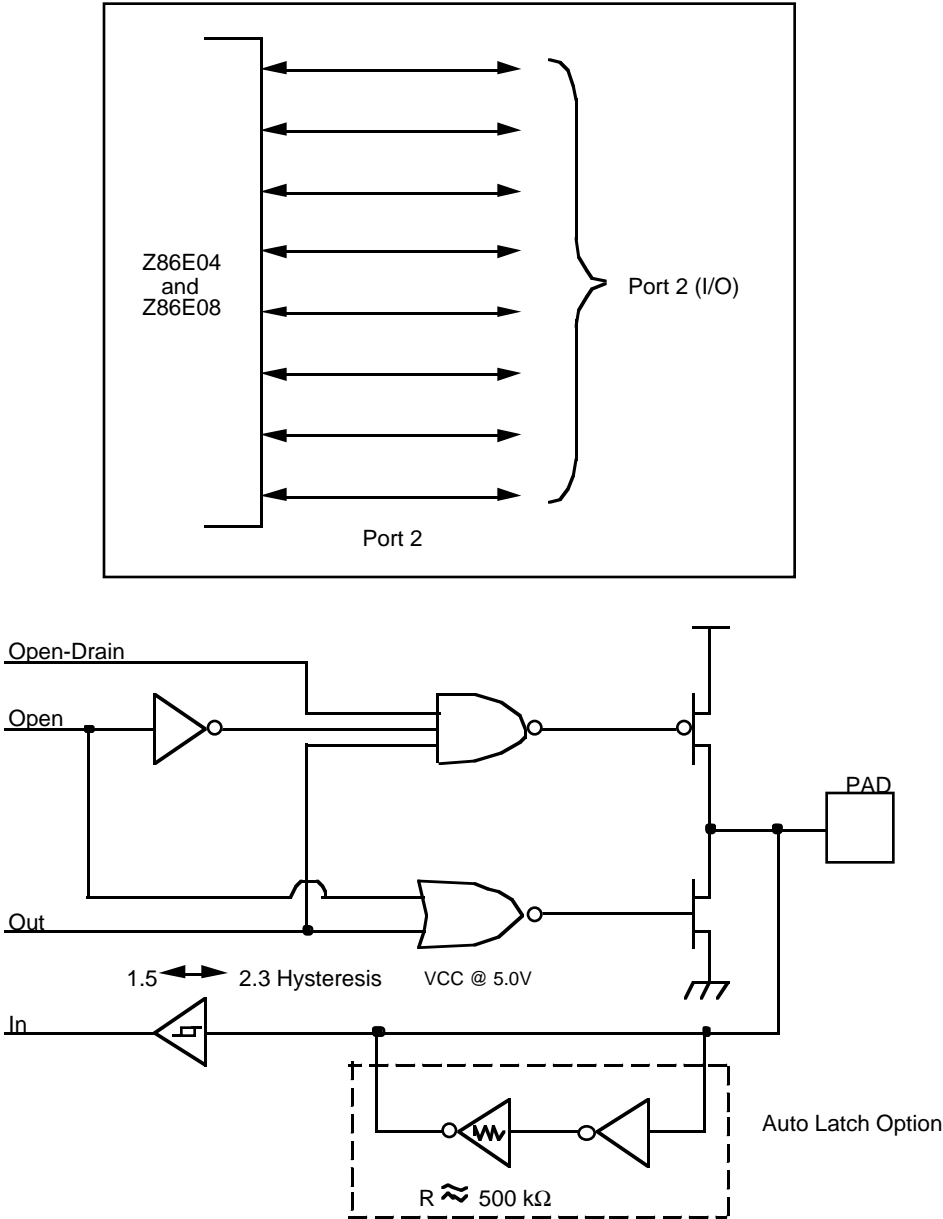 Z86E04
and
Z86E08
Port 2 (I/O)
Port 2
Open-Drain
Open
PAD
Out
1.5 2.3 Hysteresis VCC @ 5.0V
In
Auto Latch Option
R ≈ 500 kΩ